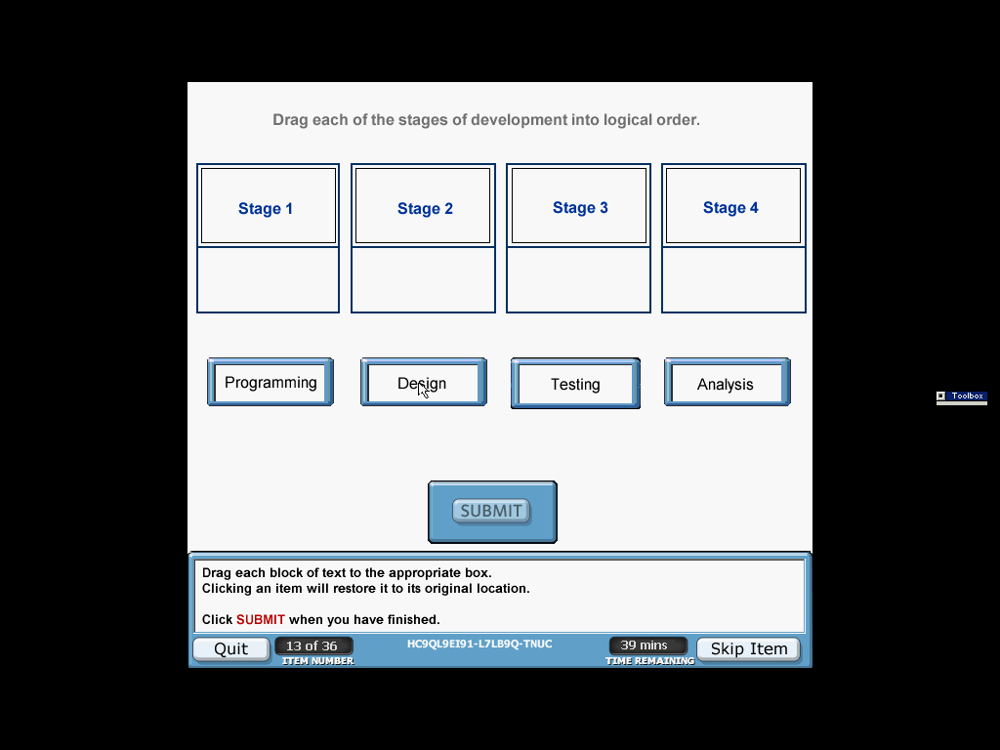 Drag each of the stages of development into logical order.
Stage 1
Stage 2
Stage 3
Stage 4
Programming
Design
Testing
Analysis
Toolbox
SUBMIT
Drag each block of text to the appropriate box.
Clicking an item will restore it to its original location.
Click SUBMIT when you have finished.
Quit
13 of 36
ITEM NUMBER
HC9QL9EI91-L7LB9Q-TNUC
39 mins
TIME REMAINING
Skip Item